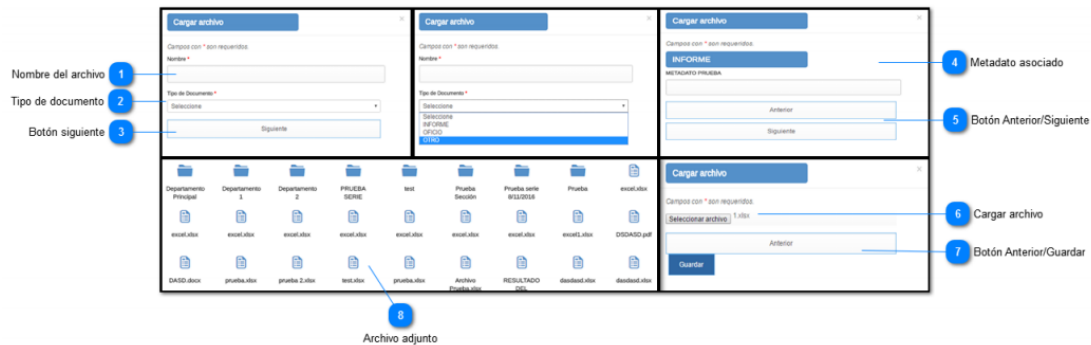 Cargar archivo ×
Campos con * son requeridos.
Nombre *
Tipo de Documento *
Seleccione
Siguiente
Cargar archivo ×
Campos con * son requeridos.
Nombre *
Tipo de Documento *
Seleccione
Seleccione
INFORME
OFICIO
OTRO
Cargar archivo ×
Campos con * son requeridos.
INFORME
METADATO PRUEBA
Anterior
Siguiente
Nombre del archivo 1
Tipo de documento 2
Botón siguiente 3
4 Metadato asociado
5 Botón Anterior/Siguiente
Departamento Principal
Departamento 1
Departamento 2
PRUEBA SERIE
test
Prueba Sección
Prueba serie 8/11/2016
Prueba
excel.xlsx
excel.xlsx
excel.xlsx
excel.xlsx
excel.xlsx
excel.xlsx
excel.xlsx
excel.xlsx
excel1.xlsx
DSDASD.pdf
DASD.docx
prueba.xlsx
prueba 2.xlsx
test.xlsx
prueba.xlsx
Archivo Prueba.xlsx
RESULTADO DEL
dasdasd.xlsx
dasdasd.xlsx
8
Archivo adjunto
Cargar archivo ×
Campos con * son requeridos.
Seleccionar archivo 1.xlsx
Anterior
Guardar
6 Cargar archivo
7 Botón Anterior/Guardar